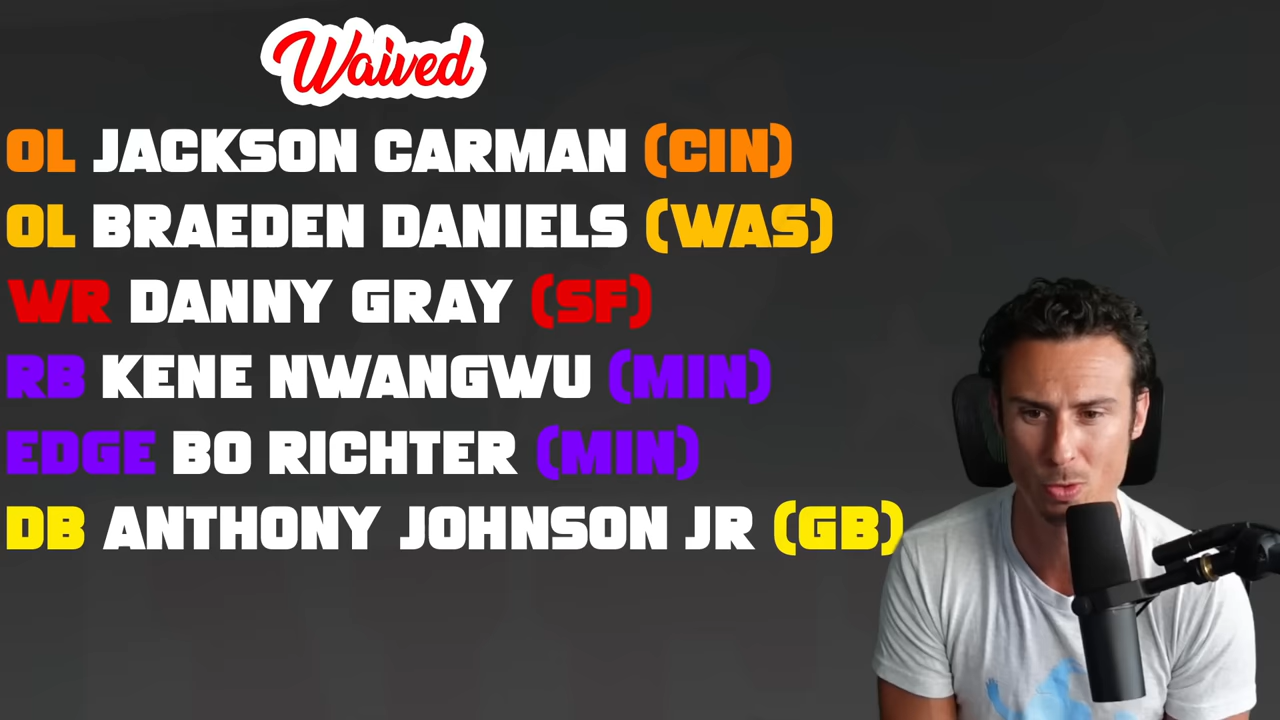 Waived
OL JACKSON CARMAN (CIN)
OL BRAEDEN DANIELS (WAS)
WR DANNY GRAY (SF)
RB KENE NWANGWU (MIN)
EDGE BO RICHTER (MIN)
DB ANTHONY JOHNSON JR (GB)